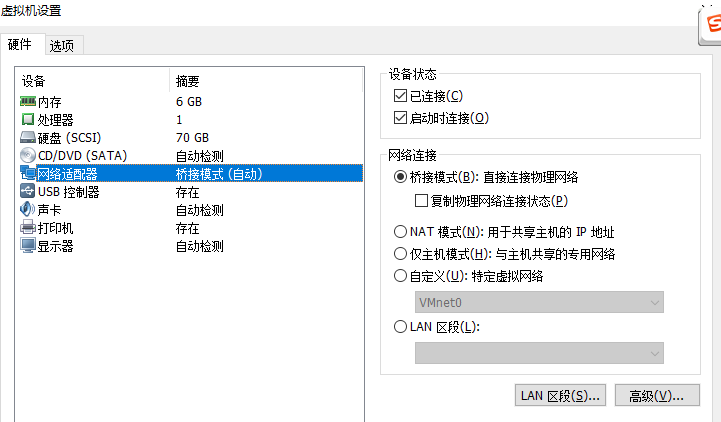 虚拟机设置
硬件 选项
设备 摘要
内存 6 GB
处理器 1
硬盘 (SCSI) 70 GB
CD/DVD (SATA) 自动检测
网络适配器 桥接模式 (自动)
USB 控制器 存在
声卡 自动检测
打印机 存在
显示器 自动检测
设备状态
已连接(C)
启动时连接(O)
网络连接
桥接模式(B): 直接连接物理网络
复制物理网络连接状态(P)
NAT 模式(N): 用于共享主机的 IP 地址
仅主机模式(H): 与主机共享的专用网络
自定义(U): 特定虚拟网络
VMnet0
LAN 区段(L):
LAN 区段(S)... 高级(V)...